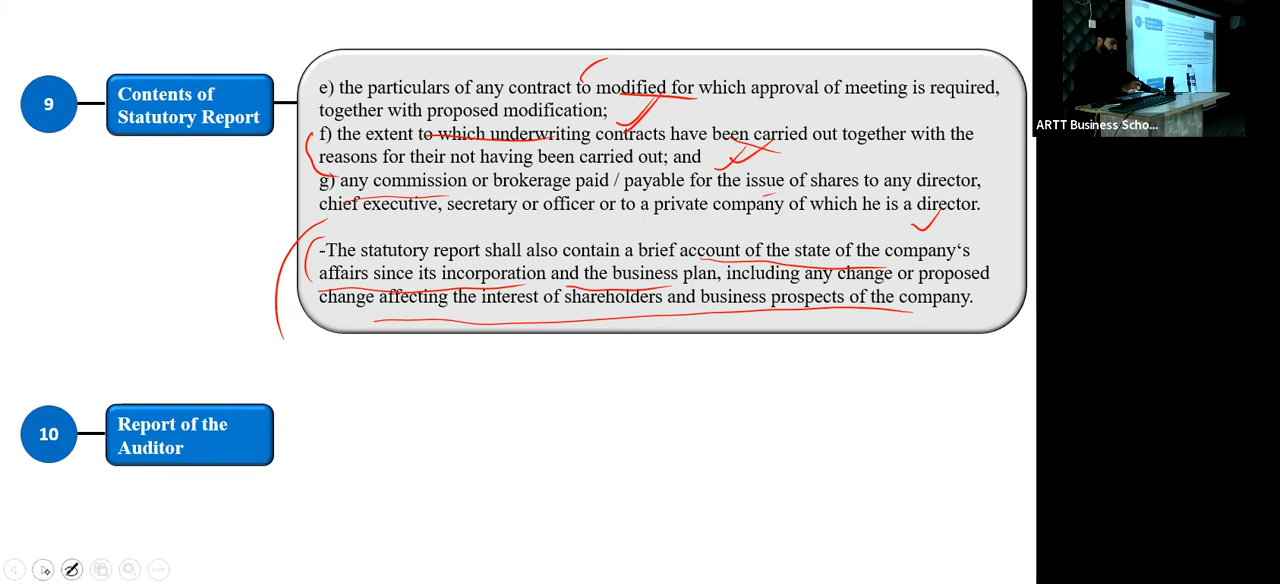 9
Contents of
Statutory Report
e) the particulars of any contract to modified for which approval of meeting is required,
together with proposed modification;
f) the extent to which underwriting contracts have been carried out together with the
reasons for their not having been carried out; and
g) any commission or brokerage paid / payable for the issue of shares to any director,
chief executive, secretary or officer or to a private company of which he is a director.
-The statutory report shall also contain a brief account of the state of the company‘s
affairs since its incorporation and the business plan, including any change or proposed
change affecting the interest of shareholders and business prospects of the company.
10
Report of the
Auditor
ARTT Business Scho...